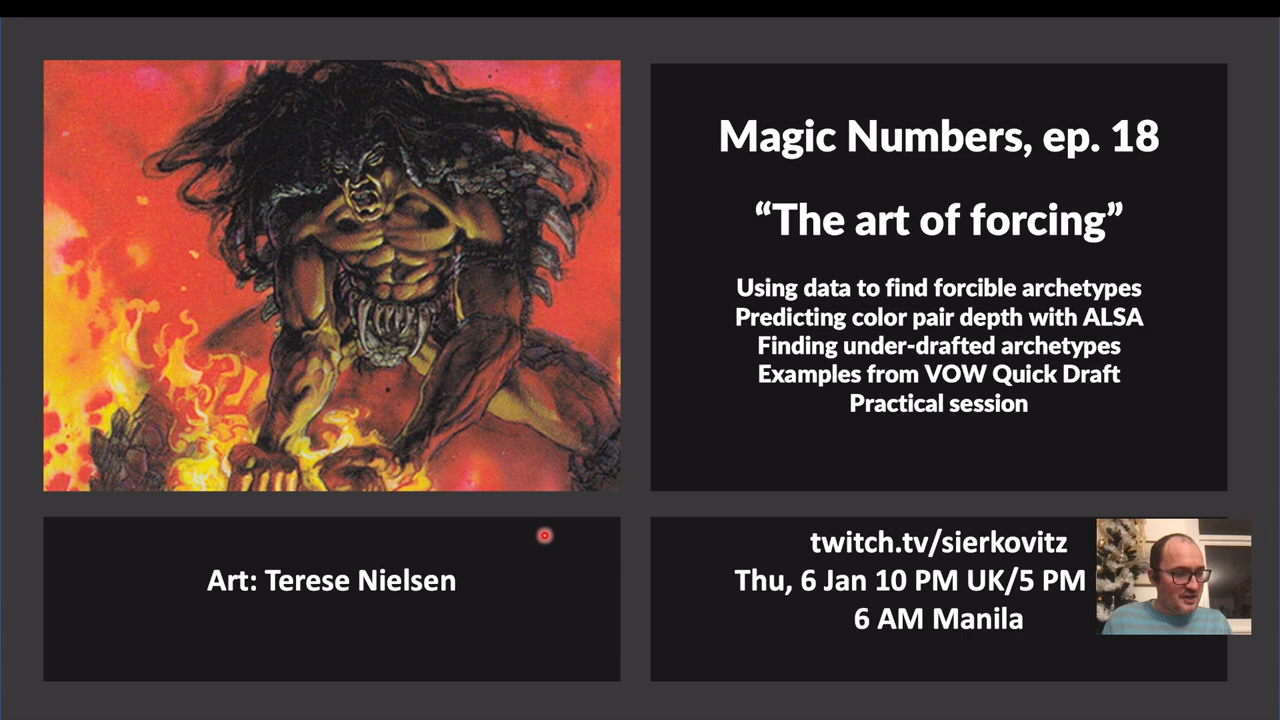 Magic Numbers, ep. 18
“The art of forcing”
Using data to find forcible archetypes
Predicting color pair depth with ALSA
Finding under-drafted archetypes
Examples from VOW Quick Draft
Practical session
Art: Terese Nielsen
twitch.tv/sierkovitz
Thu, 6 Jan 10 PM UK/5 PM
6 AM Manila